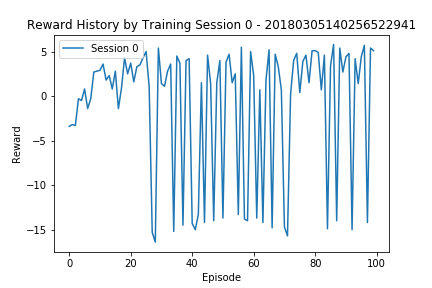 Reward History by Training Session 0 - 20180305140256522941
Session 0
5
0
−5
−10
−15
Reward
0 20 40 60 80 100
Episode